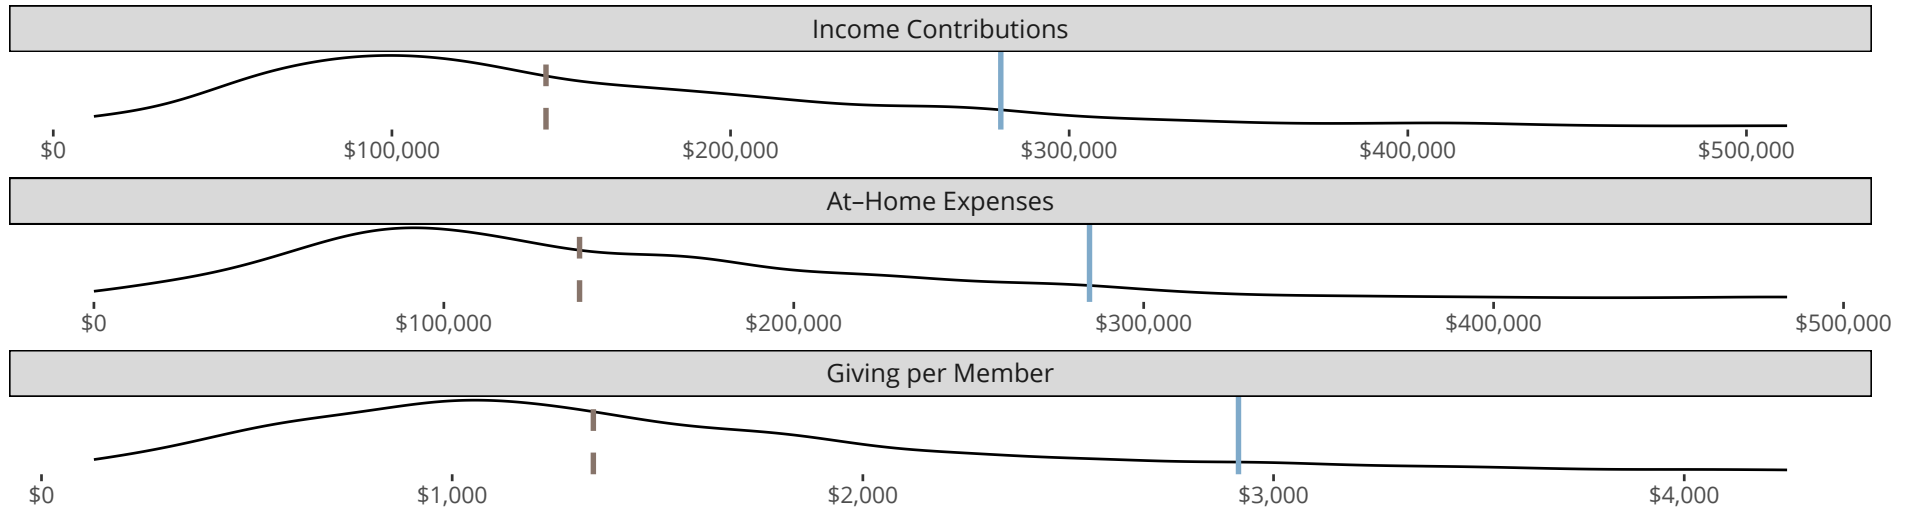 Income Contributions
$0 $100,000 $200,000 $300,000 $400,000 $500,000
At–Home Expenses
$0 $100,000 $200,000 $300,000 $400,000 $500,000
Giving per Member
$0 $1,000 $2,000 $3,000 $4,000